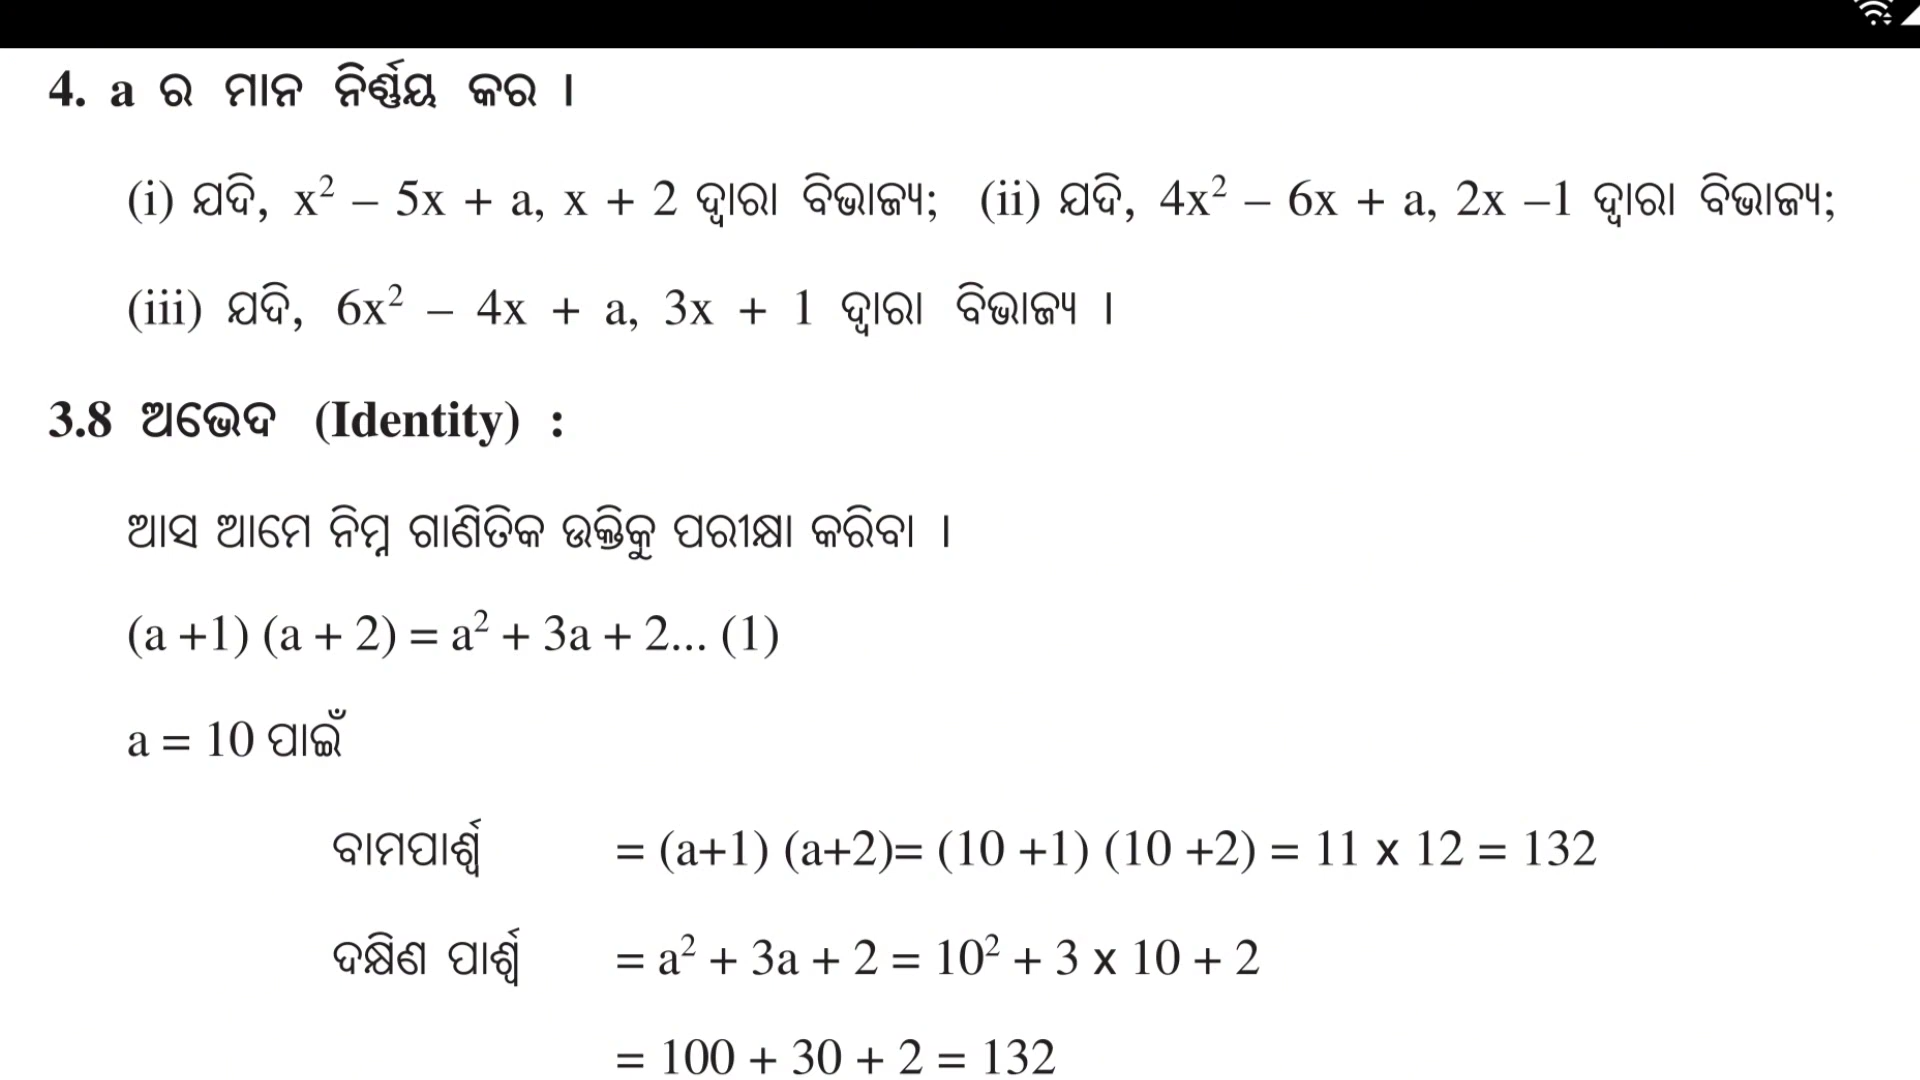 4. a ର ମାନ ନିର୍ଣ୍ଣୟ କର ।
(i) ଯଦି, x² – 5x + a, x + 2 ଦ୍ୱାରା ବିଭାଜ୍ୟ; (ii) ଯଦି, 4x² – 6x + a, 2x –1 ଦ୍ୱାରା ବିଭାଜ୍ୟ;
(iii) ଯଦି, 6x² – 4x + a, 3x + 1 ଦ୍ୱାରା ବିଭାଜ୍ୟ ।
3.8 ଅଭେଦ (Identity) :
ଆସ ଆମେ ନିମ୍ନ ଗାଣିତିକ ଉକ୍ତିକୁ ପରୀକ୍ଷା କରିବା ।
(a +1) (a + 2) = a² + 3a + 2... (1)
a = 10 ପାଇଁ
ବାମପାର୍ଶ୍ୱ = (a+1) (a+2)= (10 +1) (10 +2) = 11 x 12 = 132
ଦକ୍ଷିଣ ପାର୍ଶ୍ୱ = a² + 3a + 2 = 10² + 3 x 10 + 2
= 100 + 30 + 2 = 132